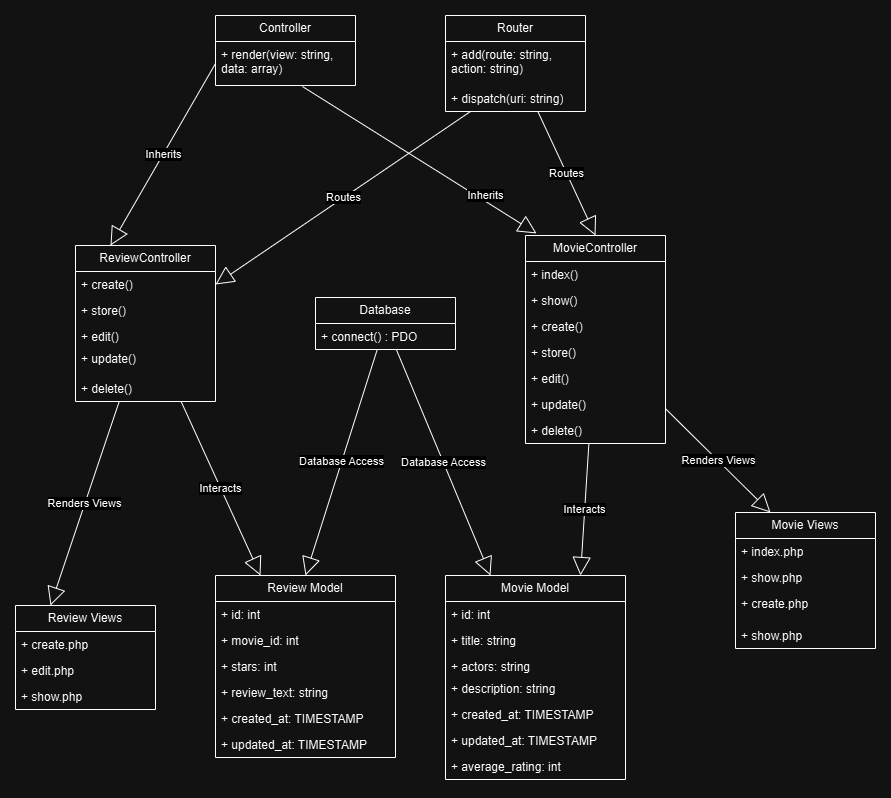 Controller
+ render(view: string,
data: array)
Router
+ add(route: string,
action: string)
+ dispatch(uri: string)
Inherits
Routes
Inherits
Routes
ReviewController
+ create()
+ store()
+ edit()
+ update()
+ delete()
Database
+ connect() : PDO
MovieController
+ index()
+ show()
+ create()
+ store()
+ edit()
+ update()
+ delete()
Renders Views
Interacts
Database Access
Database Access
Interacts
Renders Views
Review Views
+ create.php
+ edit.php
+ show.php
Review Model
+ id: int
+ movie_id: int
+ stars: int
+ review_text: string
+ created_at: TIMESTAMP
+ updated_at: TIMESTAMP
Movie Model
+ id: int
+ title: string
+ actors: string
+ description: string
+ created_at: TIMESTAMP
+ updated_at: TIMESTAMP
+ average_rating: int
Movie Views
+ index.php
+ show.php
+ create.php
+ show.php